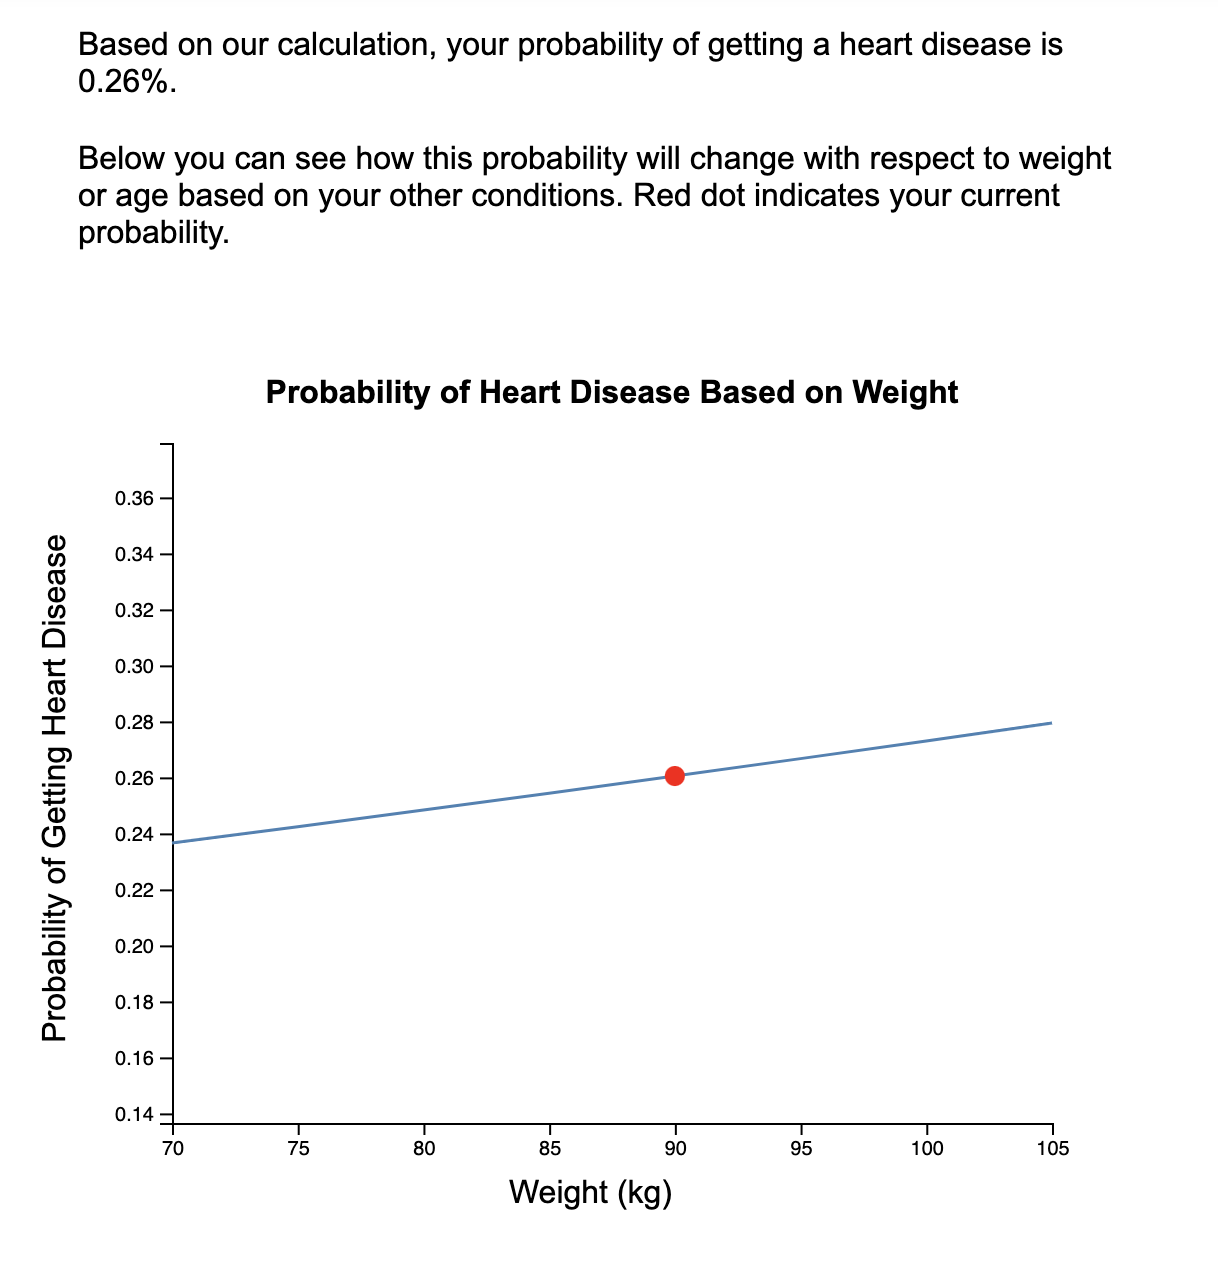 Based on our calculation, your probability of getting a heart disease is
0.26%.
Below you can see how this probability will change with respect to weight
or age based on your other conditions. Red dot indicates your current
probability.
Probability of Heart Disease Based on Weight
Probability of Getting Heart Disease
0.36
0.34
0.32
0.30
0.28
0.26
0.24
0.22
0.20
0.18
0.16
0.14
70 75 80 85 90 95 100 105
Weight (kg)